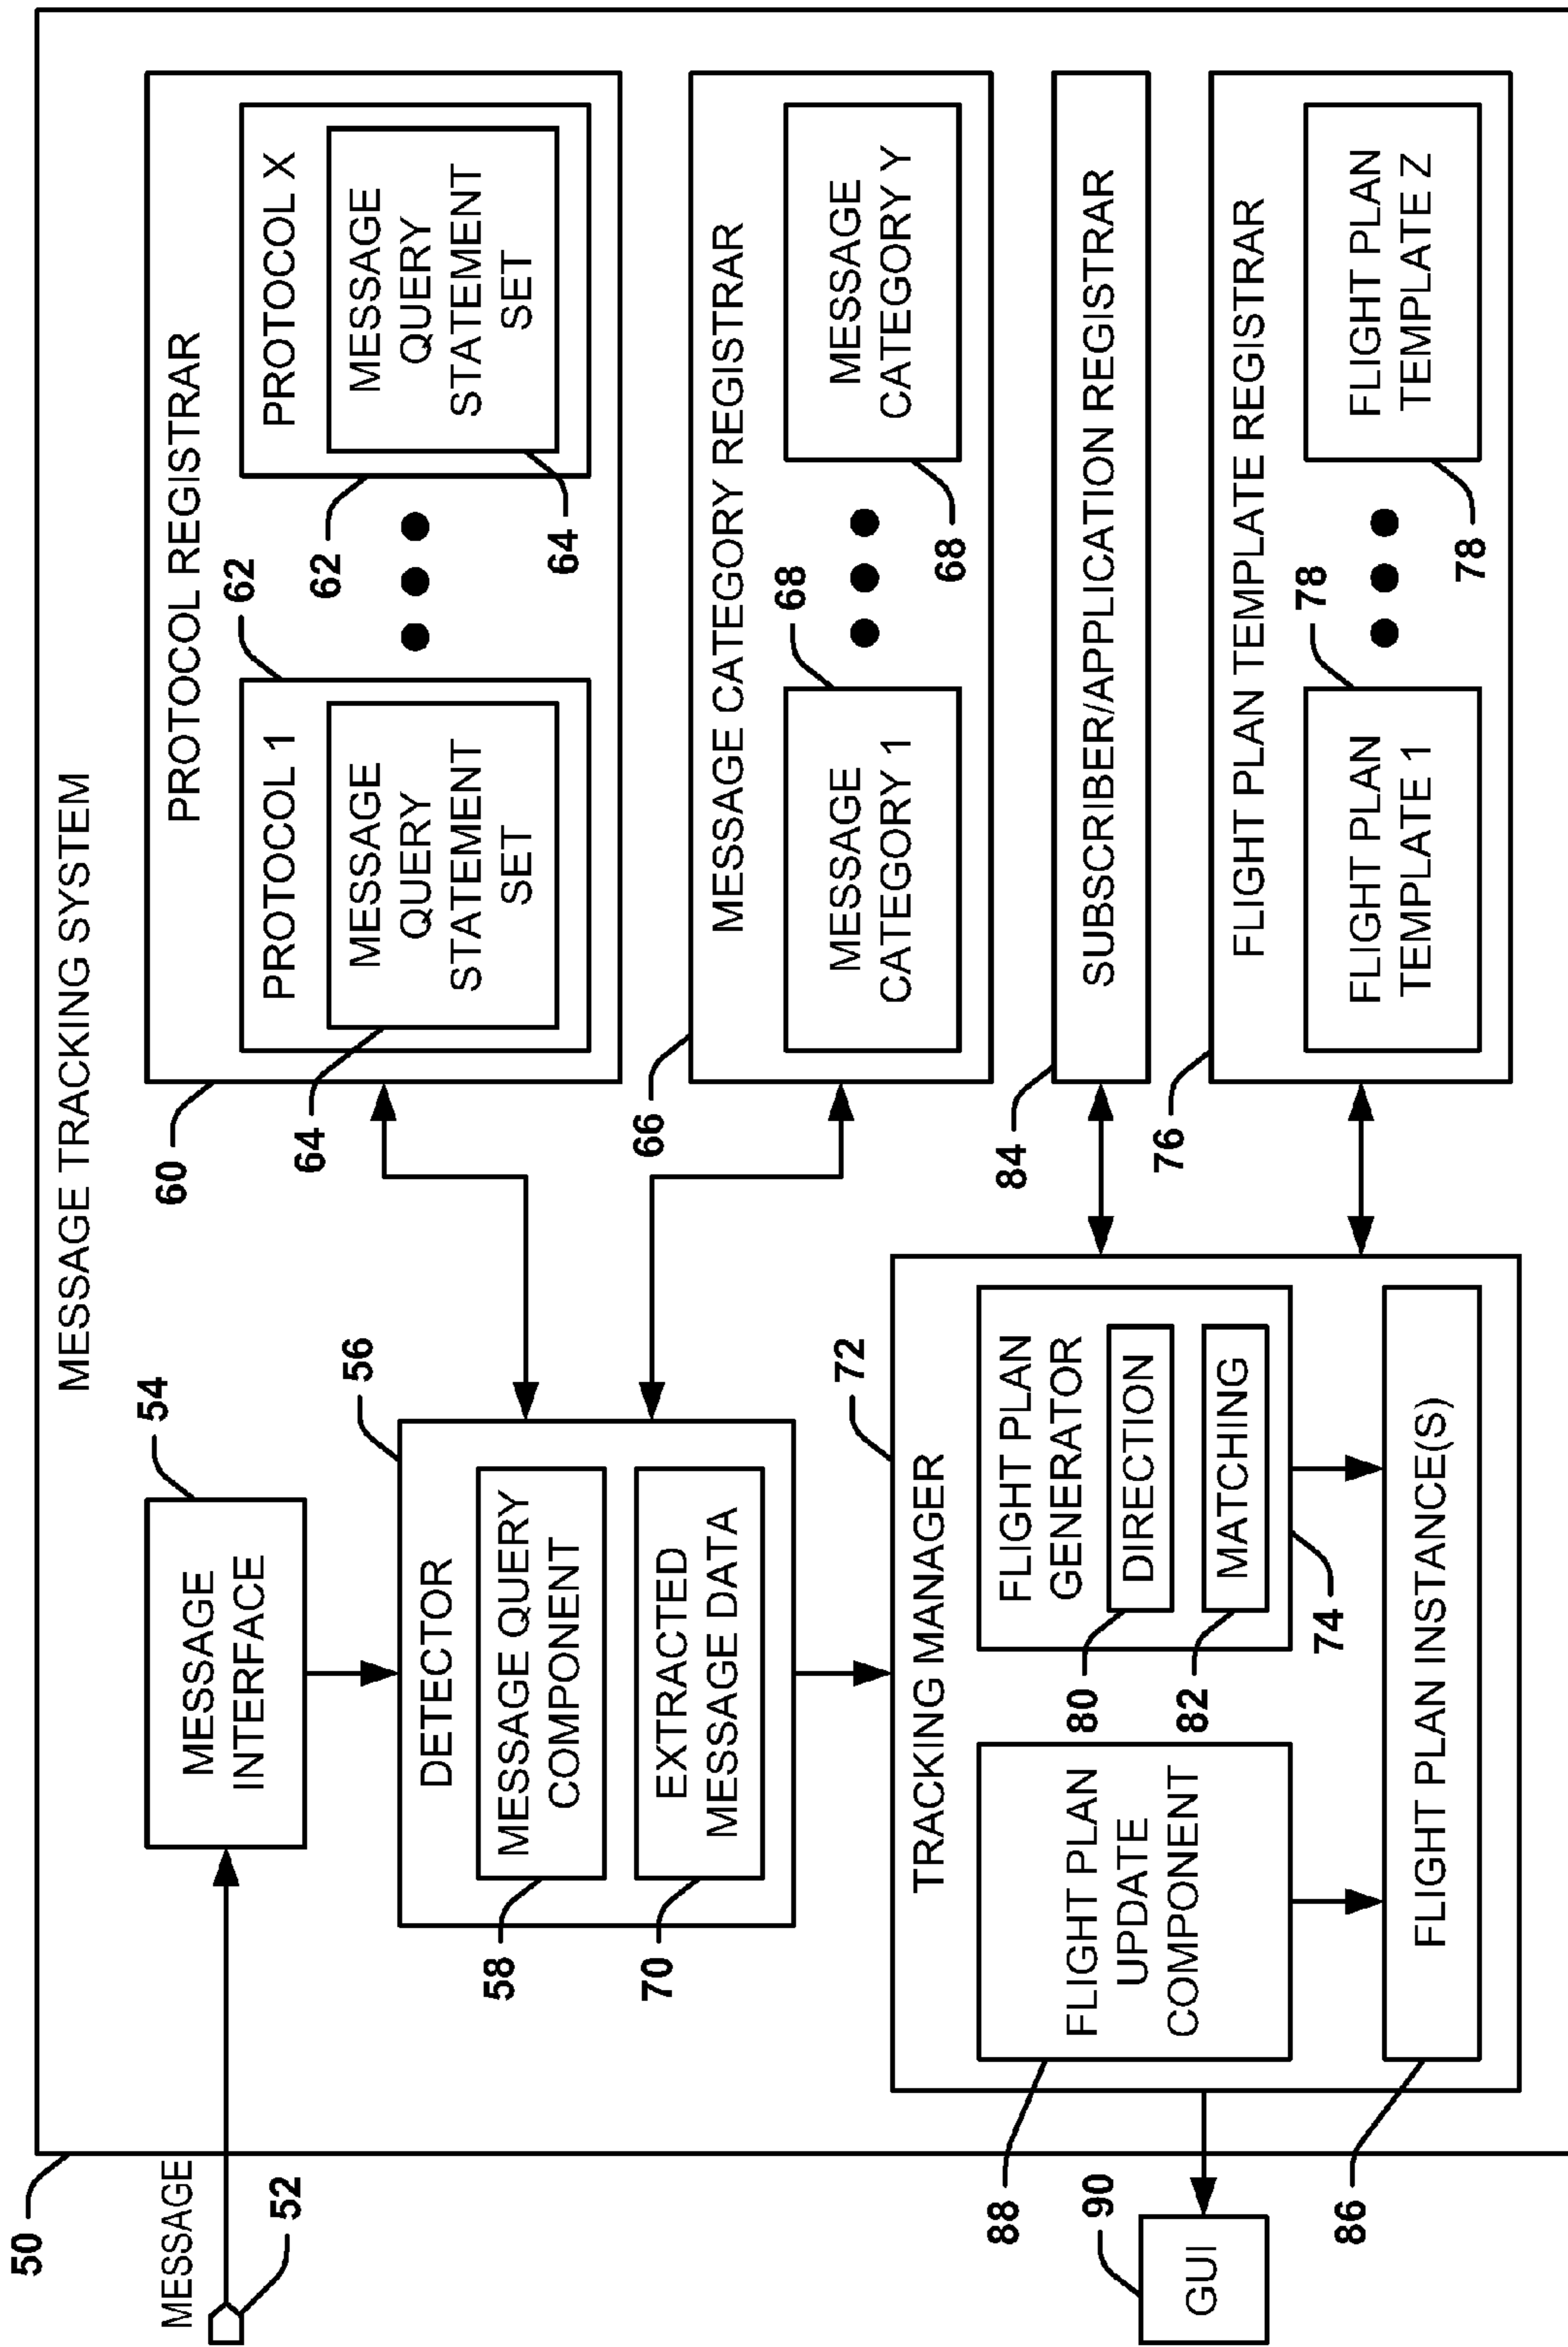 MESSAGE TRACKING SYSTEM
50
MESSAGE
52
54
MESSAGE
INTERFACE
56
DETECTOR
MESSAGE QUERY
COMPONENT
58
EXTRACTED
MESSAGE DATA
70
60
PROTOCOL REGISTRAR
62
PROTOCOL 1
MESSAGE
QUERY
STATEMENT
SET
64
62
PROTOCOL X
MESSAGE
QUERY
STATEMENT
SET
64
66
MESSAGE CATEGORY REGISTRAR
68
MESSAGE
CATEGORY 1
MESSAGE
CATEGORY Y
68
84
SUBSCRIBER/APPLICATION REGISTRAR
76
FLIGHT PLAN TEMPLATE REGISTRAR
78
FLIGHT PLAN
TEMPLATE 1
FLIGHT PLAN
TEMPLATE Z
78
72
TRACKING MANAGER
FLIGHT PLAN
UPDATE
COMPONENT
88
FLIGHT PLAN
GENERATOR
DIRECTION
80
MATCHING
82
74
FLIGHT PLAN INSTANCE(S)
86
90
GUI